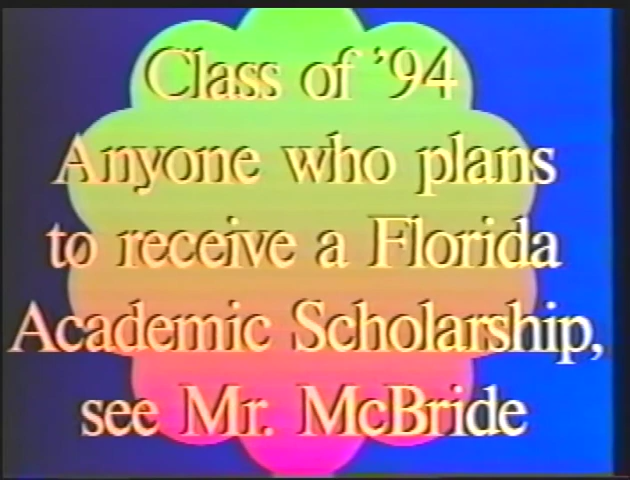 Class of '94
Anyone who plans
to receive a Florida
Academic Scholarship,
see Mr. McBride